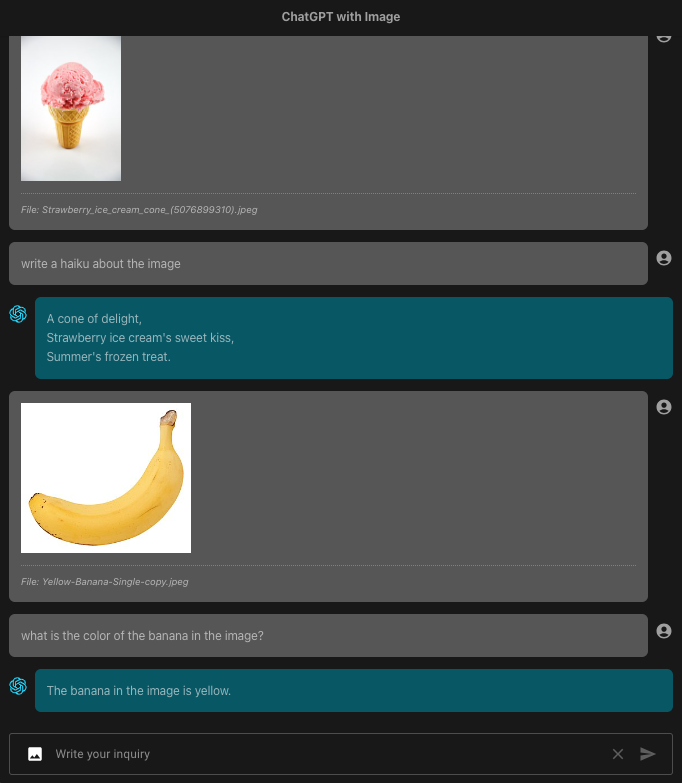 ChatGPT with Image
File: Strawberry_ice_cream_cone_(5076899310).jpeg
write a haiku about the image
A cone of delight,
Strawberry ice cream's sweet kiss,
Summer's frozen treat.
File: Yellow-Banana-Single-copy.jpeg
what is the color of the banana in the image?
The banana in the image is yellow.
Write your inquiry